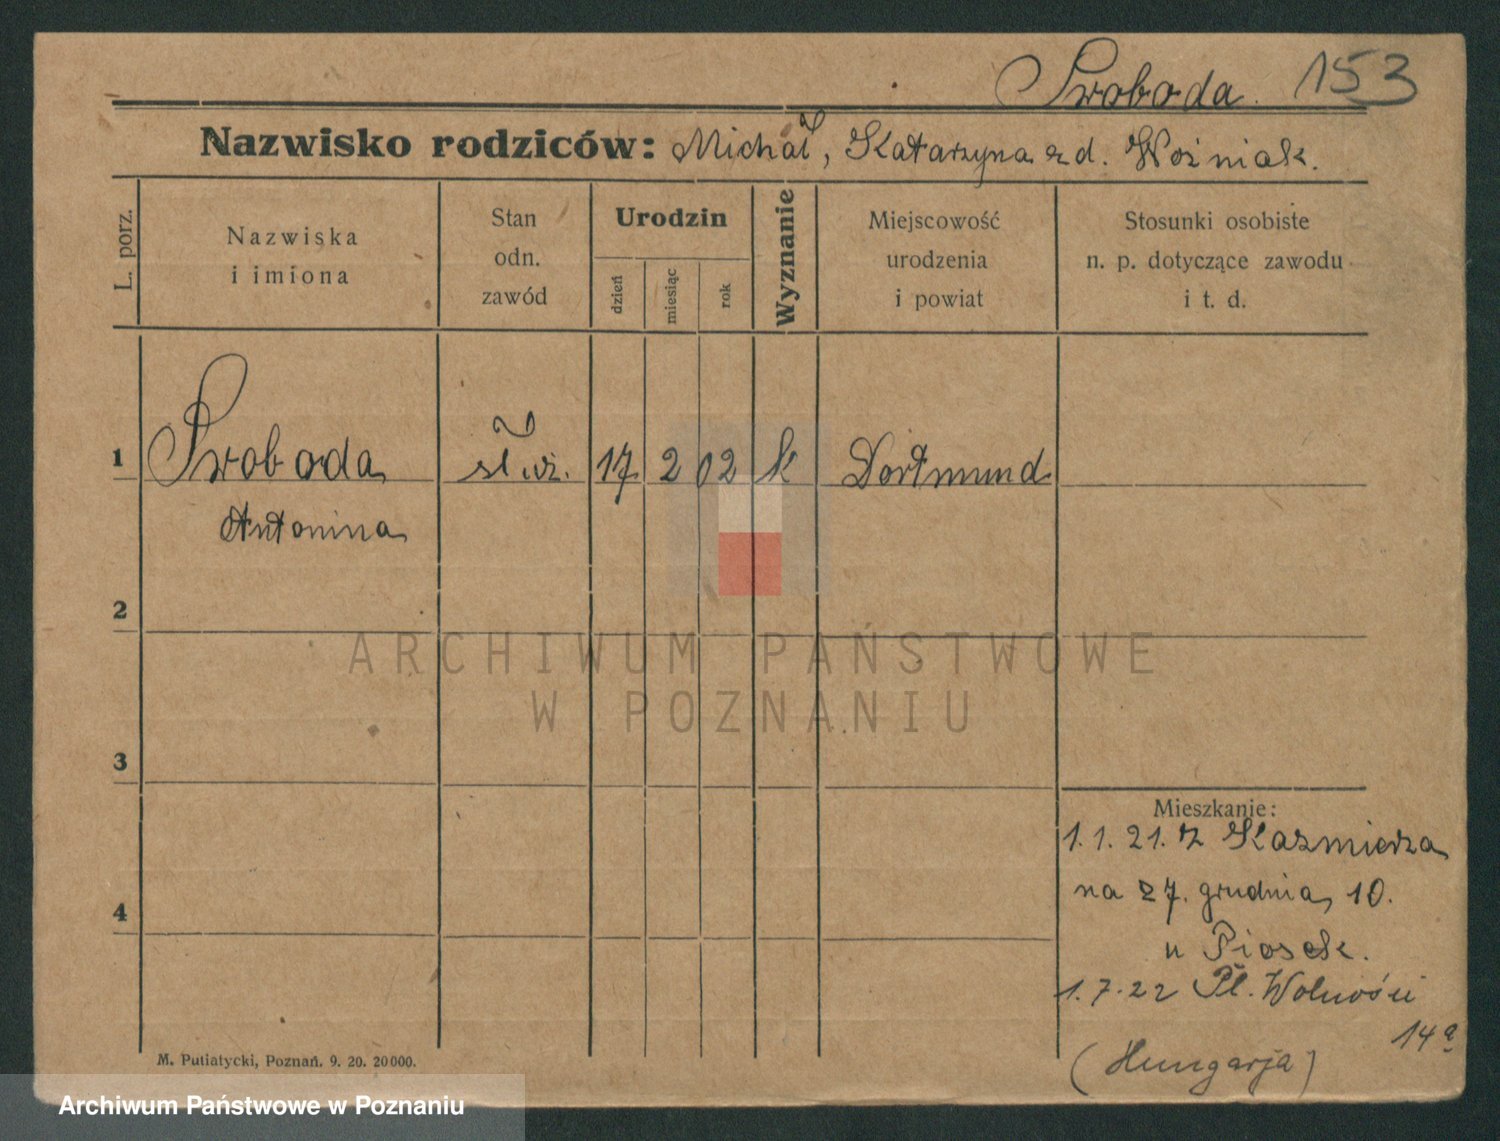 Swoboda. 153
Nazwisko rodziców: Michał, Katarzyna zd. Woźniak.
L. porz.
Nazwiska
i imiona
Stan
odn.
zawód
Urodzin
dzień
miesiąc
rok
Wyznanie
Miejscowość
urodzenia
i powiat
Stosunki osobiste
n. p. dotyczące zawodu
i t. d.
1 Swoboda służ. 17 2 02 k Dortmund
Antonina
2
ARCHIWUM PAŃSTWOWE
W POZNANIU
3
Mieszkanie:
1.1.21. z Kazmierza
na 27. grudnia 10.
4
u Piosek.
1.7.22 Pl. Wolności
14a
(Hungarja)
M. Putiatycki, Poznań. 9. 20. 20000.
Archiwum Państwowe w Poznaniu